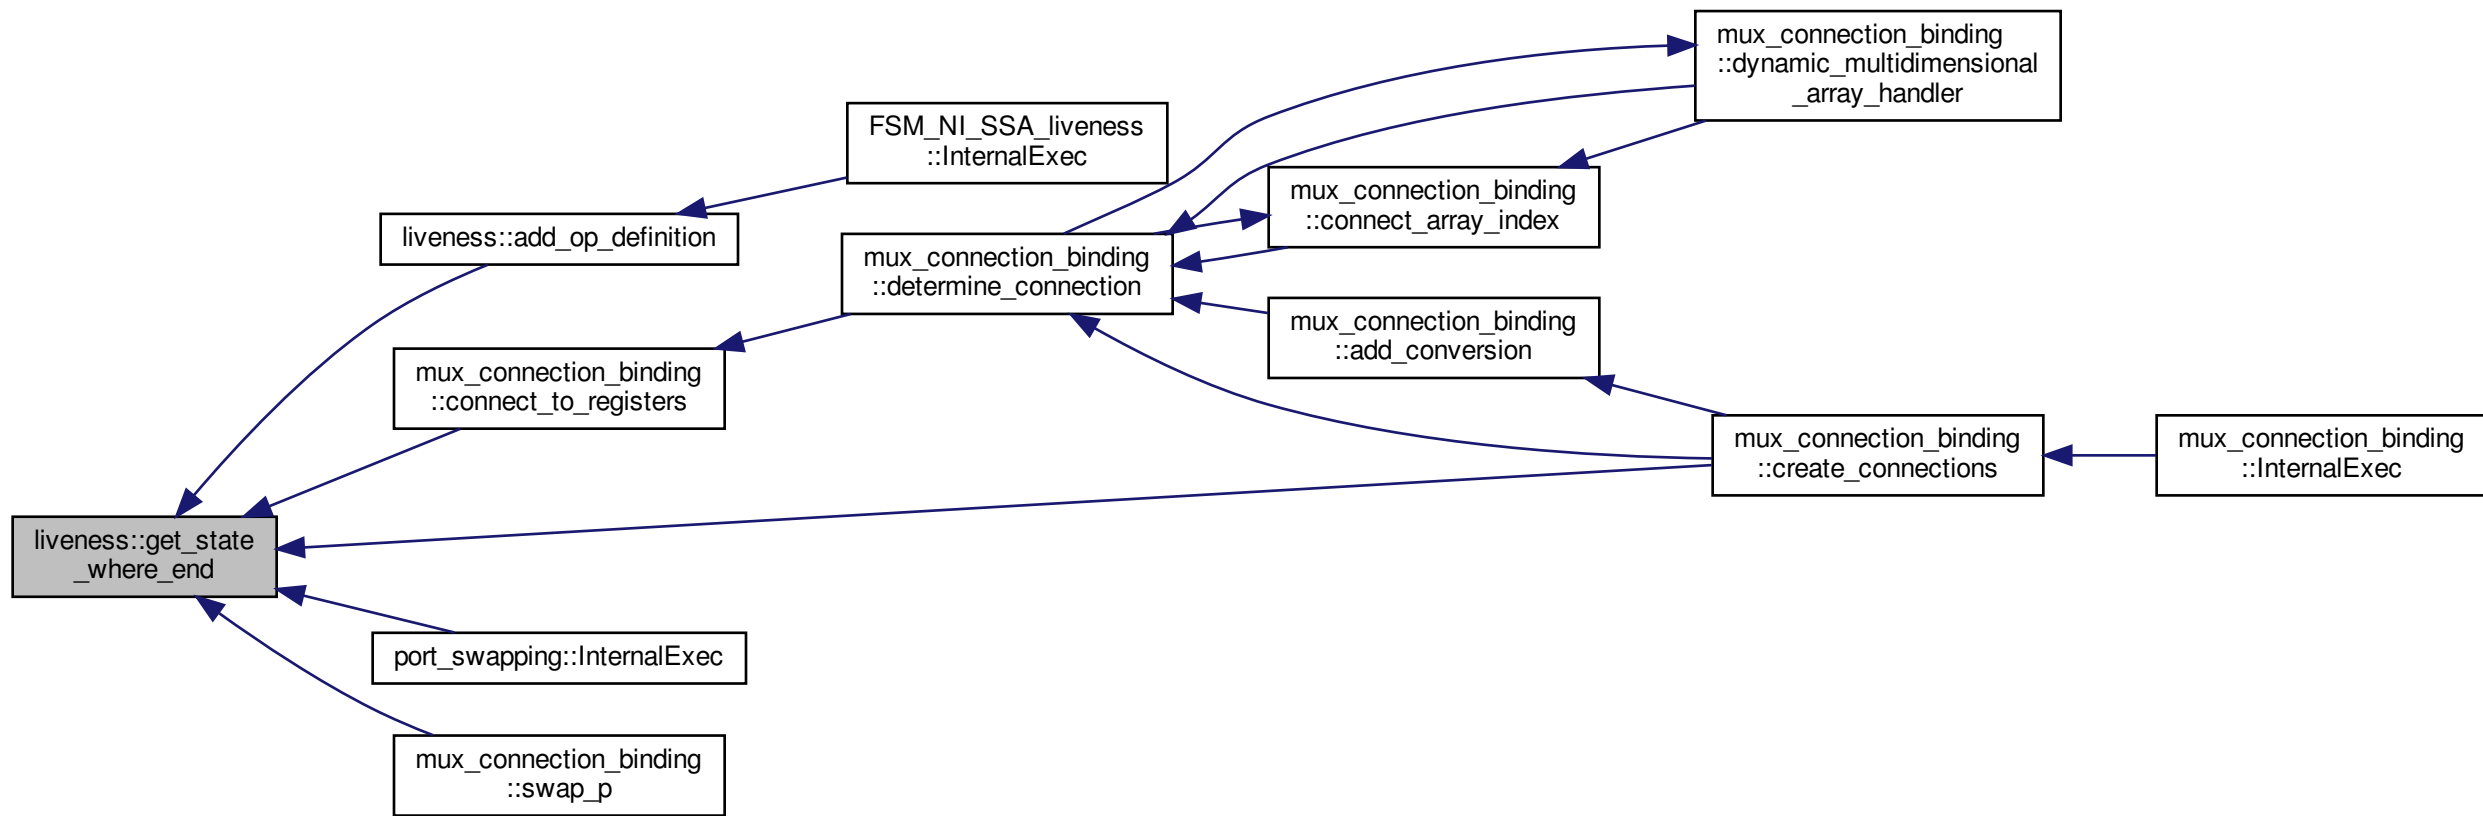 mux_connection_binding
::dynamic_multidimensional
_array_handler
FSM_NI_SSA_liveness
::InternalExec
mux_connection_binding
::connect_array_index
liveness::add_op_definition
mux_connection_binding
::determine_connection
mux_connection_binding
::add_conversion
mux_connection_binding
::connect_to_registers
mux_connection_binding
::create_connections
mux_connection_binding
::InternalExec
liveness::get_state
_where_end
port_swapping::InternalExec
mux_connection_binding
::swap_p